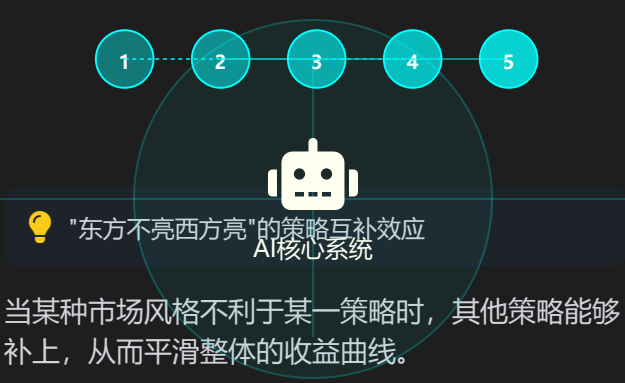 1 2 3 4 5
"东方不亮西方亮"的策略互补效应
AI核心系统
当某种市场风格不利于某一策略时，其他策略能够
补上，从而平滑整体的收益曲线。